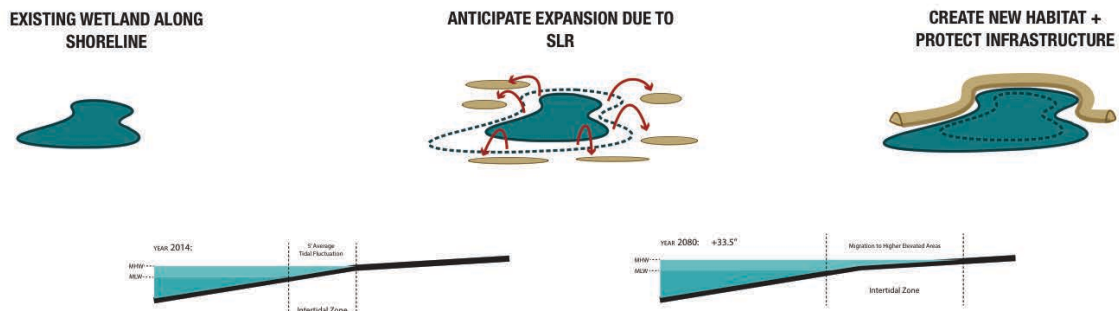 EXISTING WETLAND ALONG
SHORELINE
ANTICIPATE EXPANSION DUE TO
SLR
CREATE NEW HABITAT +
PROTECT INFRASTRUCTURE
YEAR 2014:
5' Average
Tidal Fluctuation
MHW
MLW
Intertidal Zone
YEAR 2080: +33.5"
Migration to Higher Elevated Areas
MHW
MLW
Intertidal Zone